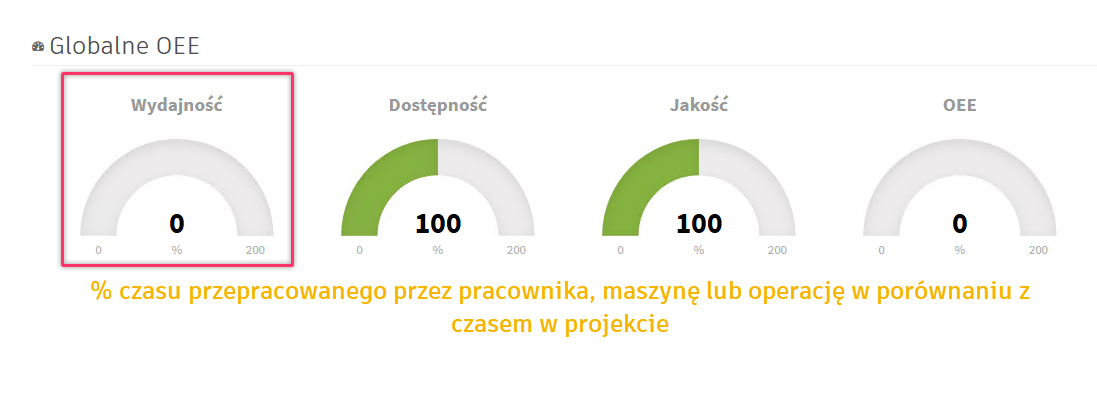 Globalne OEE
Wydajność Dostępność Jakość OEE
0 100 100 0
0 % 200 0 % 200 0 % 200 0 % 200
% czasu przepracowanego przez pracownika, maszynę lub operację w porównaniu z
czasem w projekcie